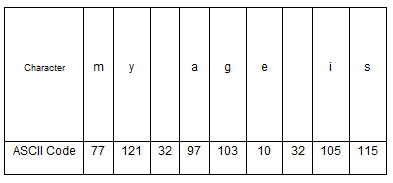 Character m y a g e i s
ASCII Code 77 121 32 97 103 10 32 105 115